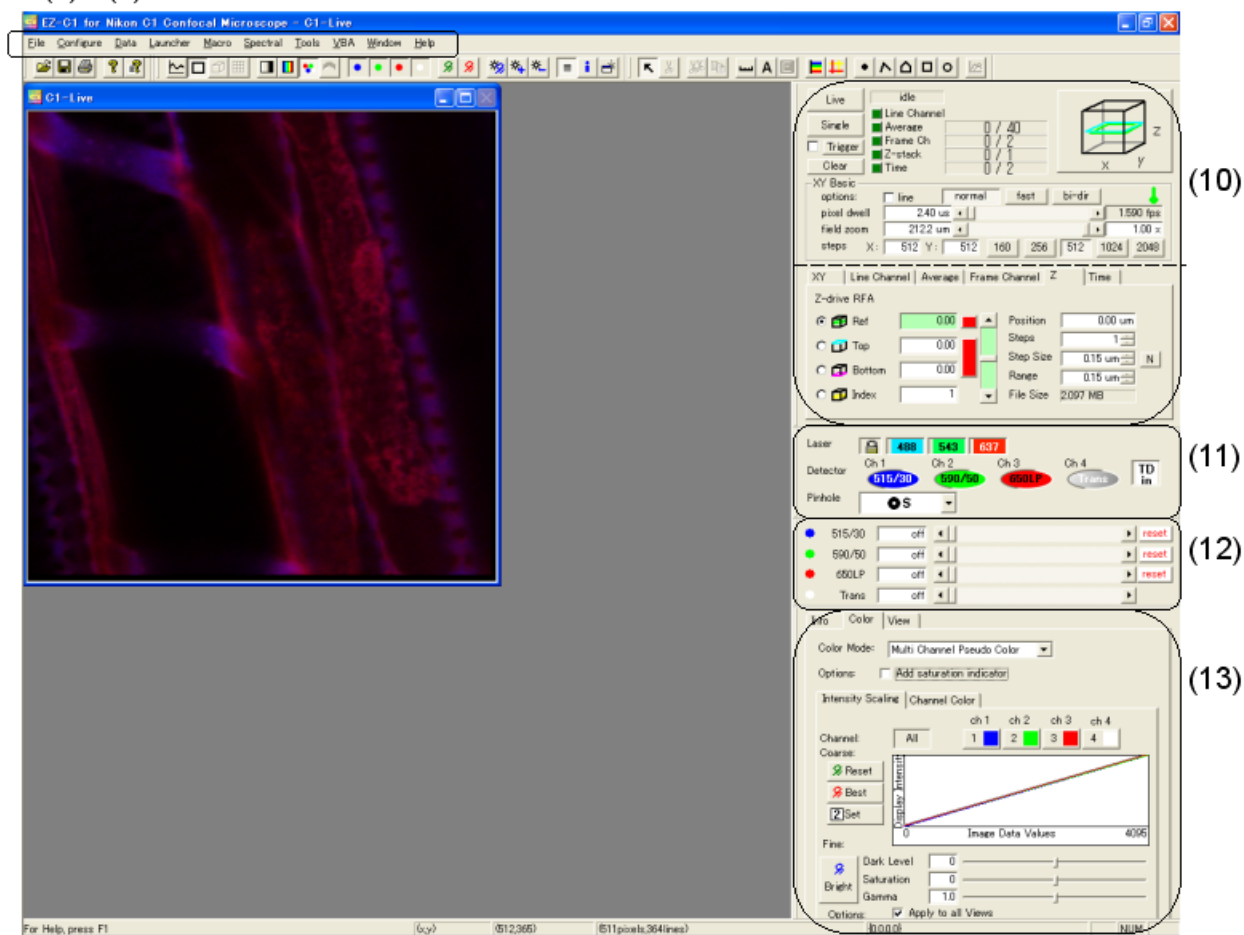 EZ-C1 for Nikon C1 Confocal Microscope - C1-Live
File Configure Data Launcher Macro Spectral Tools VBA Window Help
C1-Live
Live idle
Line Channel
Single Average 0 / 40
Trigger Frame Ch 0 / 2
Z-stack 0 / 1
Clear Time 0 / 2
x y z
(10)
XY Basic
options: line normal fast bi-dir
pixel dwell 2.40 us 1.590 fps
field zoom 212.2 um 1.00 x
steps X: 512 Y: 512 160 256 512 1024 2048
XY Line Channel Average Frame Channel Z Time
Z-drive RFA
Ref 0.00 Position 0.00 um
Top 0.00 Steps 1
Bottom 0.00 Step Size 0.15 um N
Range 0.15 um
Index 1 File Size 2.097 MB
Laser 488 543 637
(11)
Detector Ch 1 Ch 2 Ch 3 Ch 4
515/30 590/50 650LP Trans TD in
Pinhole S
515/30 off reset
(12)
590/50 off reset
650LP off reset
Trans off
Info Color View
Color Mode: Multi Channel Pseudo Color
Options: Add saturation indicator
(13)
Intensity Scaling Channel Color
ch 1 ch 2 ch 3 ch 4
Channel: All 1 2 3 4
Coarse:
Reset
Best
2 Set
Display Intensit
0 Image Data Values 4095
Fine:
Dark Level 0
Saturation 0
Bright
Gamma 1.0
Options: Apply to all Views
For Help, press F1 (x,y) (512,365) (511pixels,364lines) (0,0,0,0) NUM